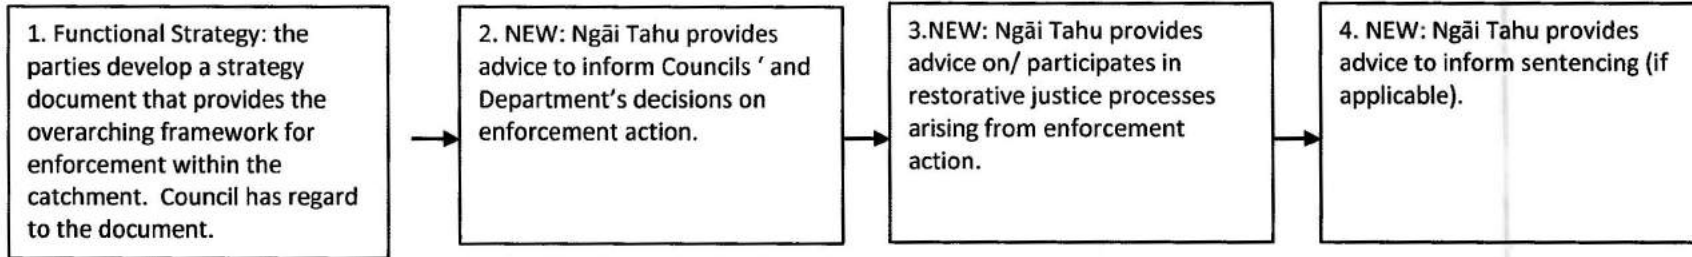 1. Functional Strategy: the
parties develop a strategy
document that provides the
overarching framework for
enforcement within the
catchment.  Council has regard
to the document.
2. NEW: Ngāi Tahu provides
advice to inform Councils ’ and
Department’s decisions on
enforcement action.
3.NEW: Ngāi Tahu provides
advice on/ participates in
restorative justice processes
arising from enforcement
action.
4. NEW: Ngāi Tahu provides
advice to inform sentencing (if
applicable).